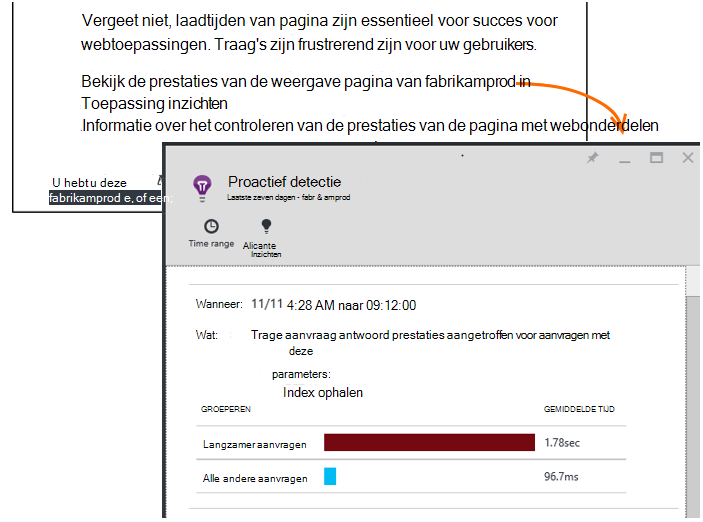 Vergeet niet, laadtijden van pagina zijn essentieel voor succes voor
webtoepassingen. Traag's zijn frustrerend zijn voor uw gebruikers.
Bekijk de prestaties van de weergave pagina van fabrikamprod in
Toepassing inzichten
.Informatie over het controleren van de prestaties van de pagina met webonderdelen
U hebt u deze
fabrikamprod e, of een;
Proactief detectie
Laatste zeven dagen - fabr & amprod
Time range
Alicante
Inzichten
Wanneer: 11/11 4:28 AM naar 09:12:00
Wat: Trage aanvraag antwoord prestaties aangetroffen voor aanvragen met
deze
parameters:
Index ophalen
GROEPEREN GEMIDDELDE TIJD
Langzamer aanvragen 1.78sec
Alle andere aanvragen 96.7ms